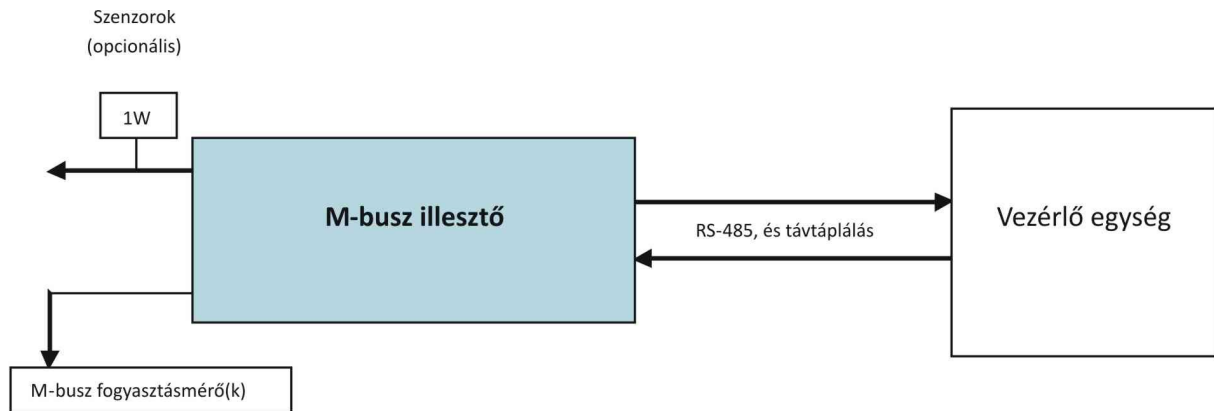 Szenzorok
(opcionális)
1W
M-busz illesztő
RS-485, és távtáplálás
Vezérlő egység
M-busz fogyasztásmérő(k)